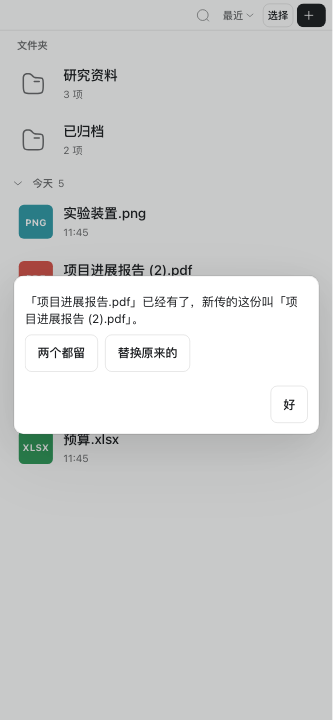 最近
选择
文件夹
研究资料
3 项
已归档
2 项
今天 5
PNG
实验装置.png
11:45
项目进展报告 (2).pdf
「项目进展报告.pdf」已经有了，新传的这份叫「项
目进展报告 (2).pdf」。
两个都留
替换原来的
好
预算.xlsx
XLSX
11:45